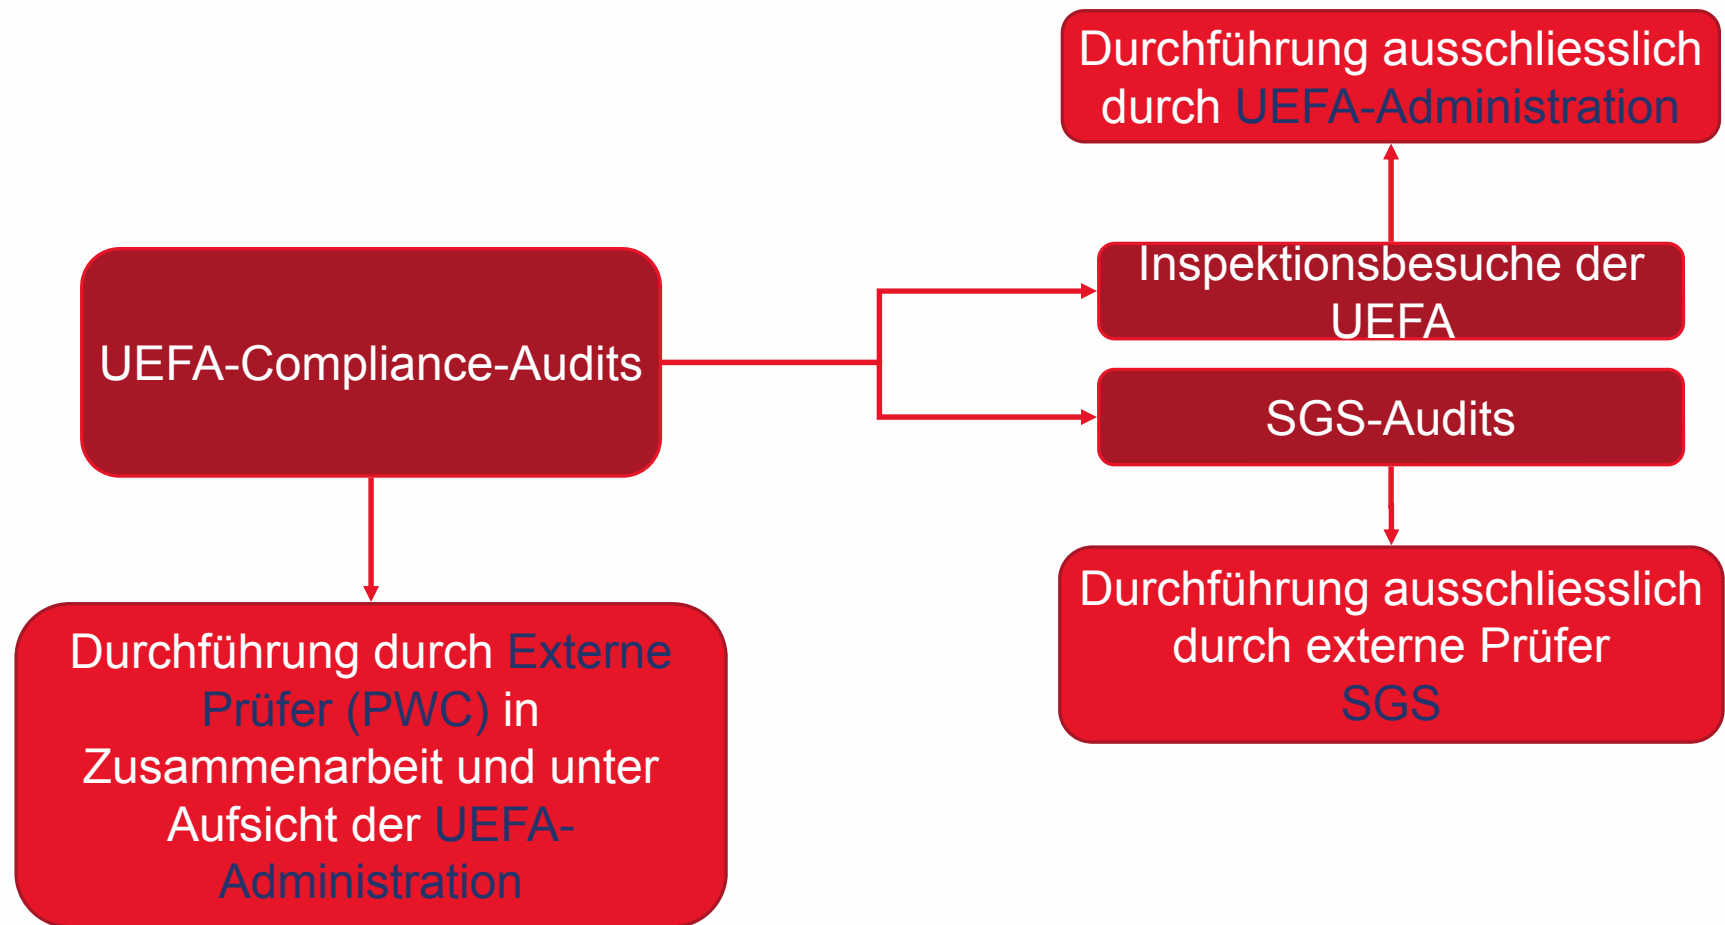 Durchführung ausschliesslich
durch UEFA-Administration
Inspektionsbesuche der
UEFA
UEFA-Compliance-Audits
SGS-Audits
Durchführung durch Externe
Prüfer (PWC) in
Zusammenarbeit und unter
Aufsicht der UEFA-
Administration
Durchführung ausschliesslich
durch externe Prüfer
SGS